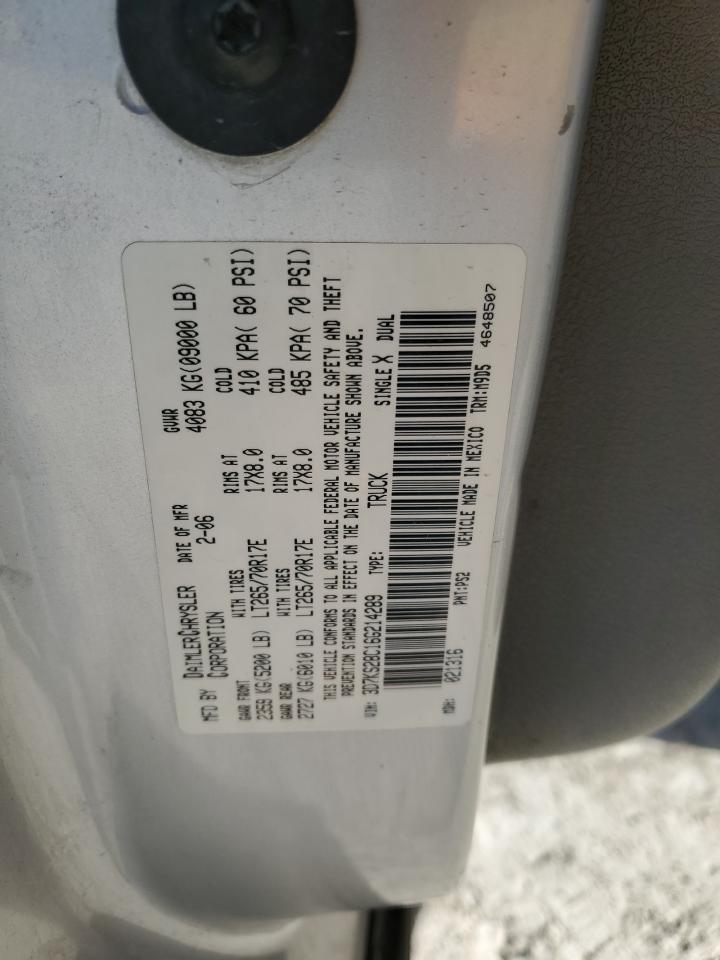 MFD BY DAIMLERCHRYSLER CORPORATION DATE OF MFR 2-06 GVWR 4083 KG(09000 LB)
GAWR FRONT WITH TIRES RIMS AT COLD
2359 KG(5200 LB) LT265/70R17E 17X8.0 410 KPA( 60 PSI)
GAWR REAR WITH TIRES RIMS AT COLD
2727 KG(6010 LB) LT265/70R17E 17X8.0 485 KPA( 70 PSI)
THIS VEHICLE CONFORMS TO ALL APPLICABLE FEDERAL MOTOR VEHICLE SAFETY AND THEFT
PREVENTION STANDARDS IN EFFECT ON THE DATE OF MANUFACTURE SHOWN ABOVE.
VIN: 3D7KS28C16G214289 TYPE: TRUCK SINGLE X DUAL
MDH: 021316 PNT:PS2 VEHICLE MADE IN MEXICO TRM:M9D5 4648507